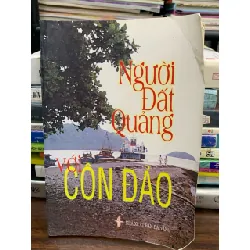 Người
Đất
Quảng
với
CÔN ĐẢO